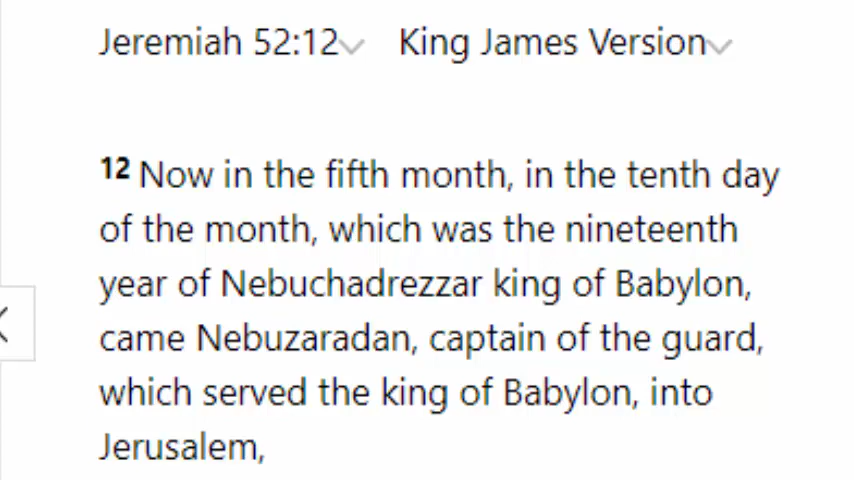 Jeremiah 52:12 King James Version
12 Now in the fifth month, in the tenth day
of the month, which was the nineteenth
year of Nebuchadrezzar king of Babylon,
came Nebuzaradan, captain of the guard,
which served the king of Babylon, into
Jerusalem,